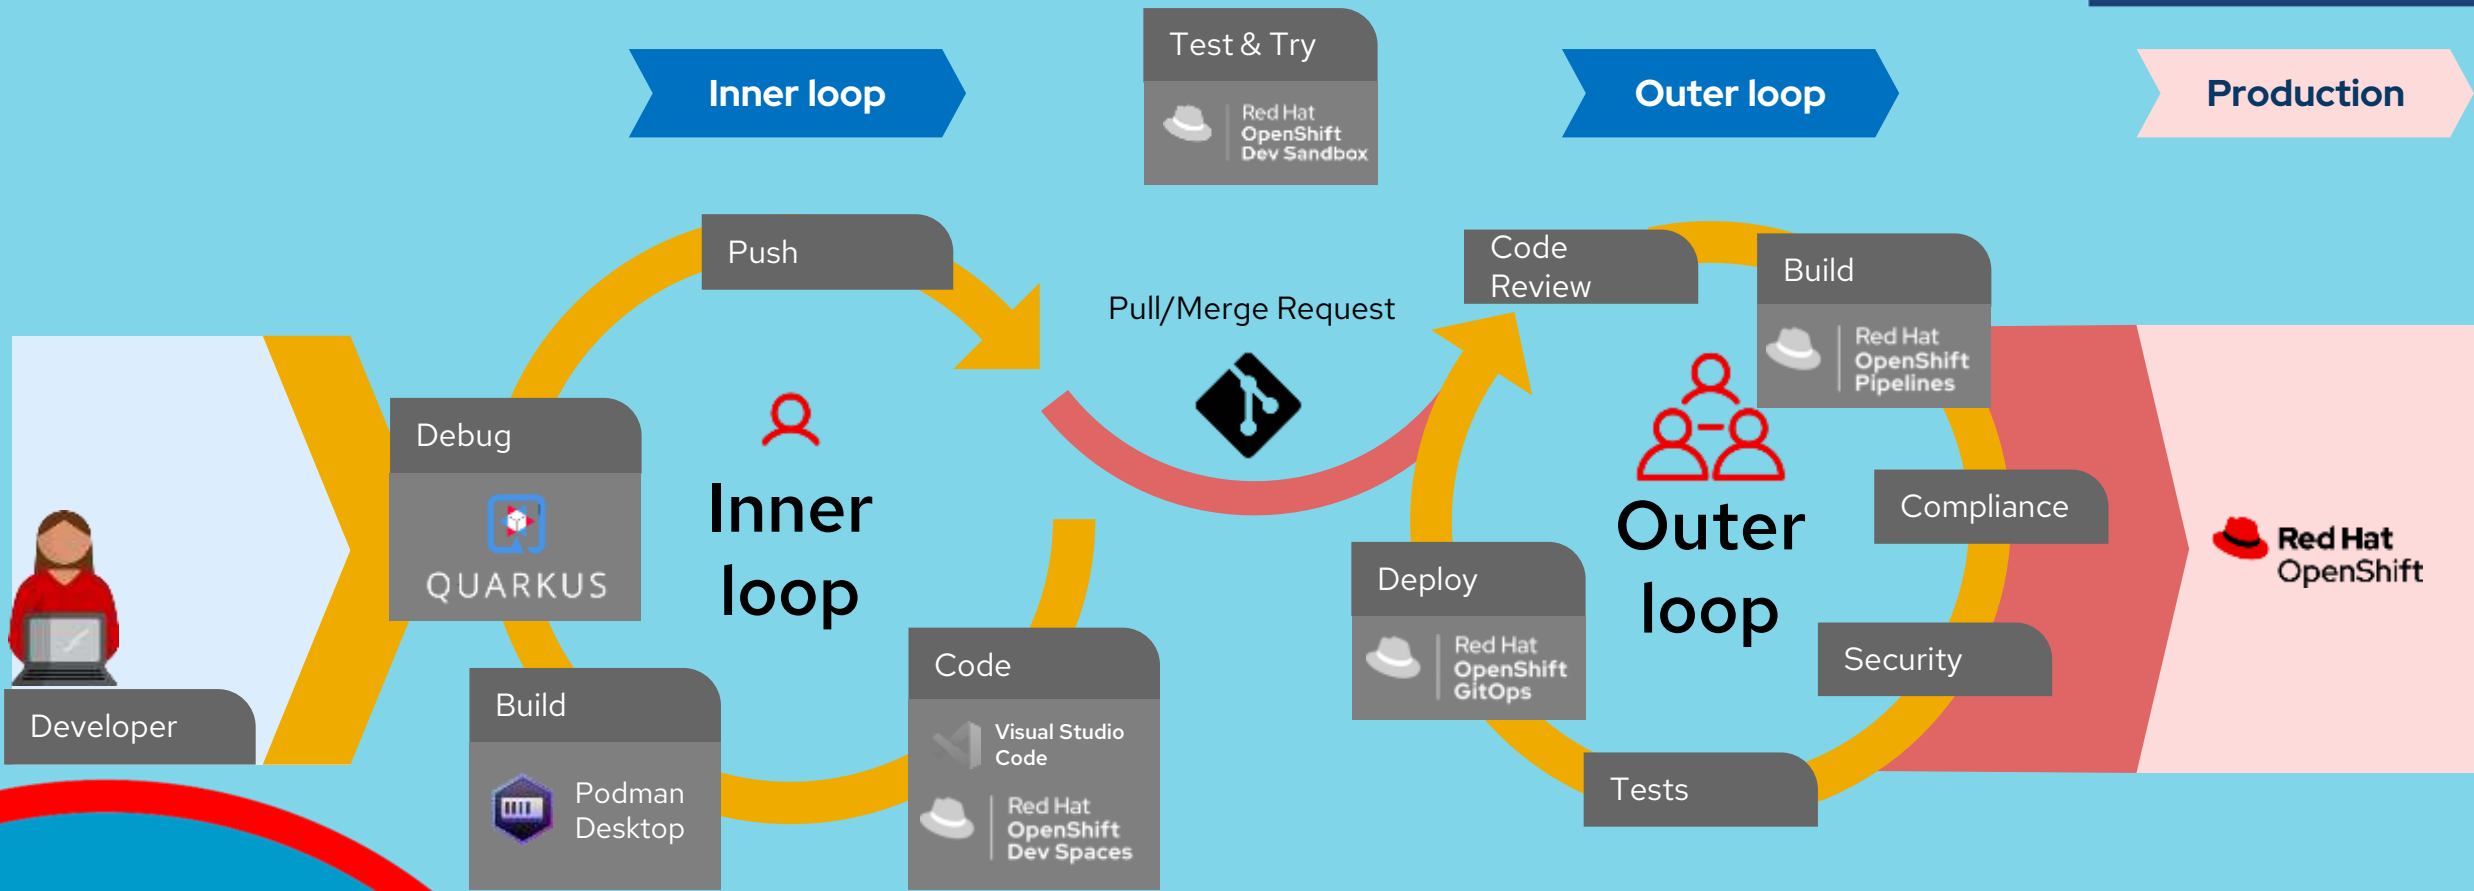 Inner loop
Test & Try
Red Hat
OpenShift
Dev Sandbox
Outer loop
Production
Push
Pull/Merge Request
Code
Review
Build
Red Hat
OpenShift
Pipelines
Debug
QUARKUS
Inner
loop
Outer
loop
Compliance
Red Hat
OpenShift
Deploy
Red Hat
OpenShift
GitOps
Security
Developer
Build
Podman
Desktop
Code
Visual Studio
Code
Red Hat
OpenShift
Dev Spaces
Tests